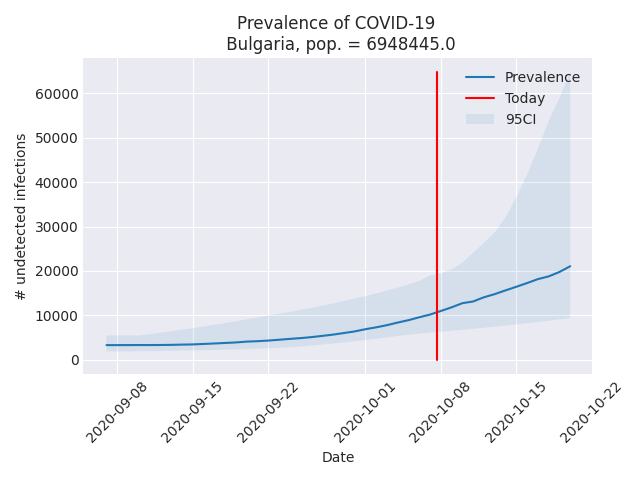 Prevalence of COVID-19
Bulgaria, pop. = 6948445.0
Prevalence
Today
95CI
# undetected infections
60000
50000
40000
30000
20000
10000
0
2020-09-08
2020-09-15
2020-09-22
2020-10-01
2020-10-08
2020-10-15
2020-10-22
Date